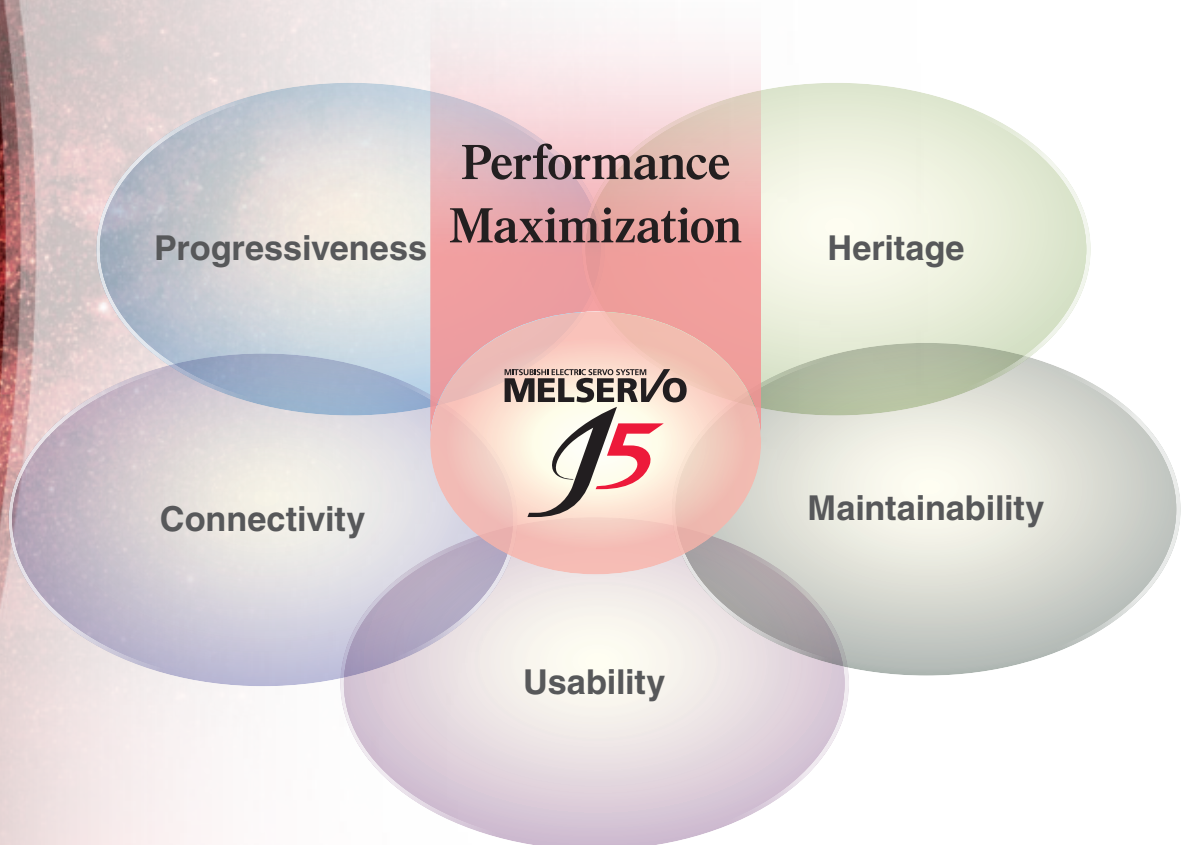 Performance
Maximization
Progressiveness
Heritage
MITSUBISHI ELECTRIC SERVO SYSTEM
MELSERVO
J5
Connectivity
Maintainability
Usability